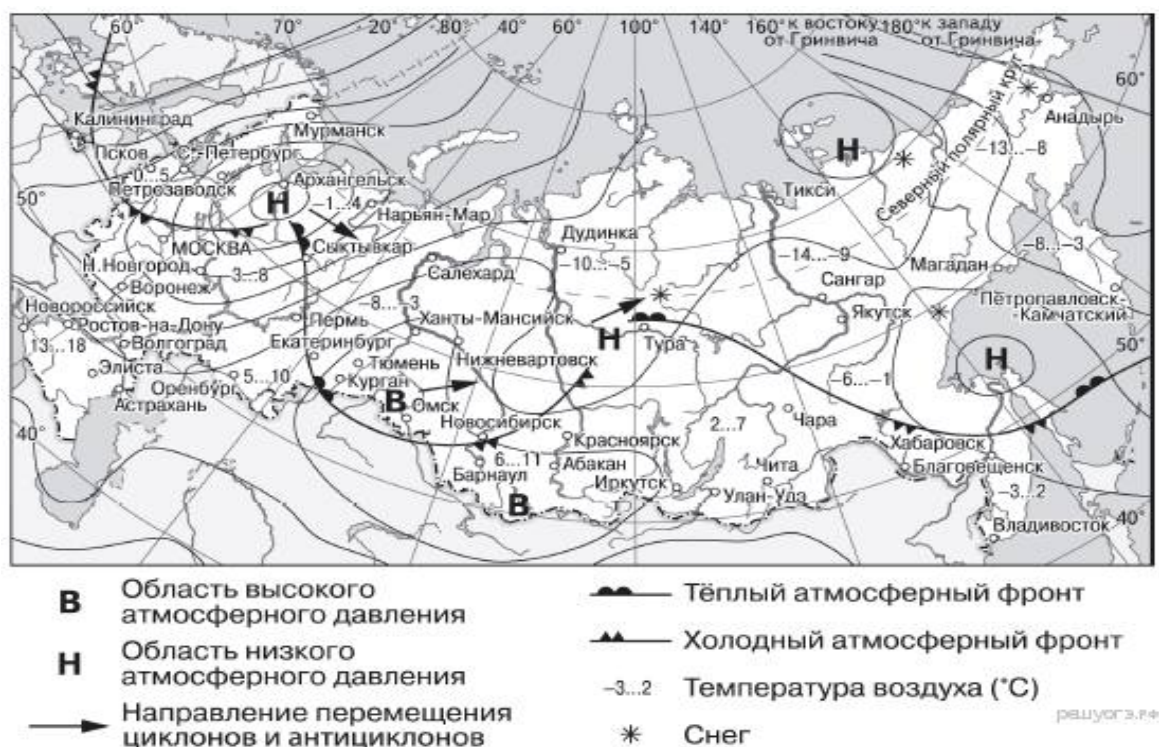 60°
70°
20°
80°
60°
100°
140°
160°
к востоку
от Гринвича
180°
к западу
от Гринвича
60°
Калининград
Мурманск
Псков
С.-Петербург
0...5
Петрозаводск
Архангельск
50°
Н
-1...4
Нарьян-Мар
МОСКВА
Сыктывкар
Н.Новгород
-3...8
Воронеж
Салехард
Дудинка
-10...-5
Тикси
Н
Северный полярный круг
Анадырь
-13...-8
-14...-9
Сангар
Магадан
-8...-3
Новороссийск
Ростов-на-Дону
Пермь
-8...-3
Ханты-Мансийск
Н
Тура
Якутск
Петропавловск-
Камчатский
50°
13...18
Волгоград
Екатеринбург
Тюмень
Нижневартовск
Н
Элиста
Оренбург
5...10
Курган
Астрахань
В
Омск
-6...-1
40°
Новосибирск
Красноярск
2...7
Чара
Хабаровск
6...11
Барнаул
Абакан
Иркутск
Чита
Благовещенск
Улан-Удэ
-3...2
В
Владивосток
40°
В
Область высокого
атмосферного давления
Н
Область низкого
атмосферного давления
Направление перемещения
циклонов и антициклонов
Тёплый атмосферный фронт
Холодный атмосферный фронт
-3...2
Температура воздуха (°С)
Снег
решуогэ.рф